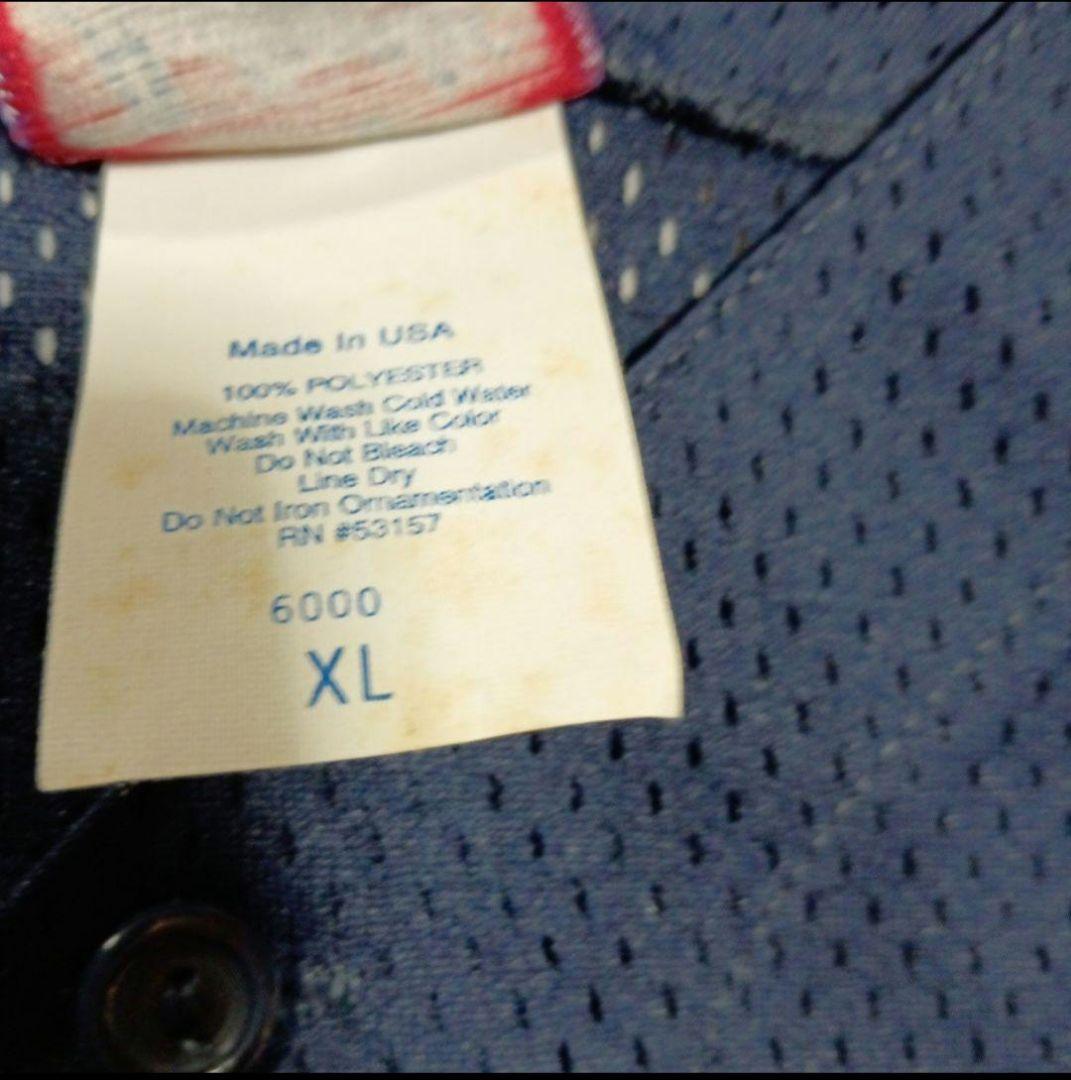 Made In USA
100% POLYESTER
Machine Wash Cold Water
Wash With Like Color
Do Not Bleach
Line Dry
Do Not Iron Ornamentation
RN #53157
6000
XL